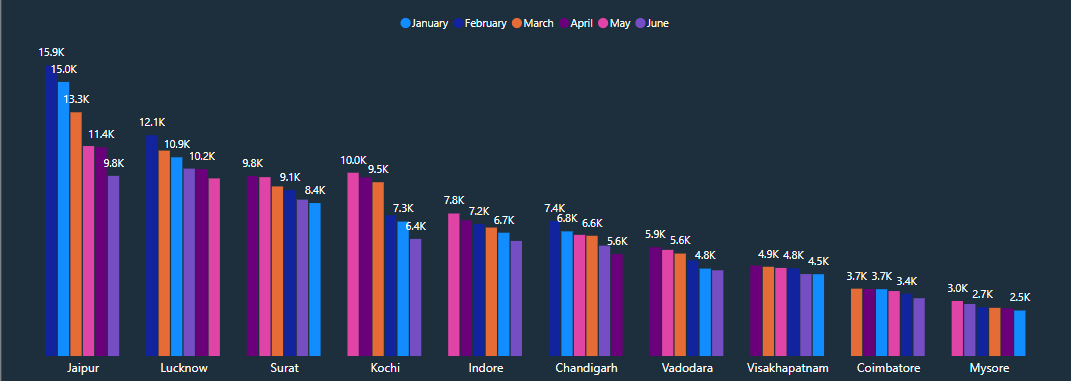 January February March April May June
15.9K 15.0K 13.3K 11.4K 9.8K
12.1K 10.9K 10.2K
9.8K 9.1K 8.4K
10.0K 9.5K 7.3K 6.4K
7.8K 7.2K 6.7K
7.4K 6.8K 6.6K 5.6K
5.9K 5.6K 4.8K
4.9K 4.8K 4.5K
3.7K 3.7K 3.4K
3.0K 2.7K 2.5K
Jaipur Lucknow Surat Kochi Indore Chandigarh Vadodara Visakhapatnam Coimbatore Mysore